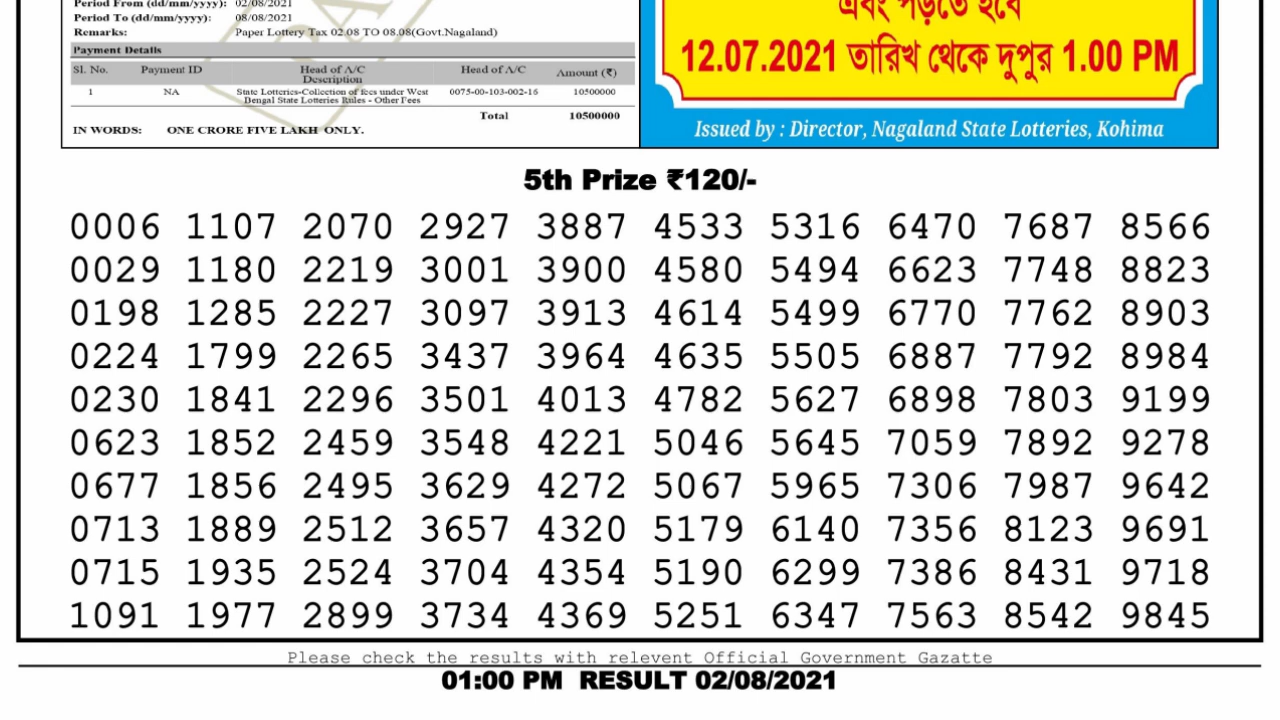 Period From (dd/mm/yyyy): 02/08/2021
Period To (dd/mm/yyyy): 08/08/2021
Remarks: Paper Lottery Tax 02.08 TO 08.08(Govt.Nagaland)
Payment Details
Sl. No. Payment ID Head of A/C Description Head of A/C Amount (₹)
1 NA State Lotteries-Collection of fees under West 0075-00-103-002-16 10500000
Bengal State Lotteries Rules - Other Fees
Total 10500000
IN WORDS: ONE CRORE FIVE LAKH ONLY.
এবং পড়তে হবে
12.07.2021 তারিখ থেকে দুপুর 1.00 PM
Issued by : Director, Nagaland State Lotteries, Kohima
5th Prize ₹120/-
0006 1107 2070 2927 3887 4533 5316 6470 7687 8566
0029 1180 2219 3001 3900 4580 5494 6623 7748 8823
0198 1285 2227 3097 3913 4614 5499 6770 7762 8903
0224 1799 2265 3437 3964 4635 5505 6887 7792 8984
0230 1841 2296 3501 4013 4782 5627 6898 7803 9199
0623 1852 2459 3548 4221 5046 5645 7059 7892 9278
0677 1856 2495 3629 4272 5067 5965 7306 7987 9642
0713 1889 2512 3657 4320 5179 6140 7356 8123 9691
0715 1935 2524 3704 4354 5190 6299 7386 8431 9718
1091 1977 2899 3734 4369 5251 6347 7563 8542 9845
Please check the results with relevent Official Government Gazatte
01:00 PM RESULT 02/08/2021